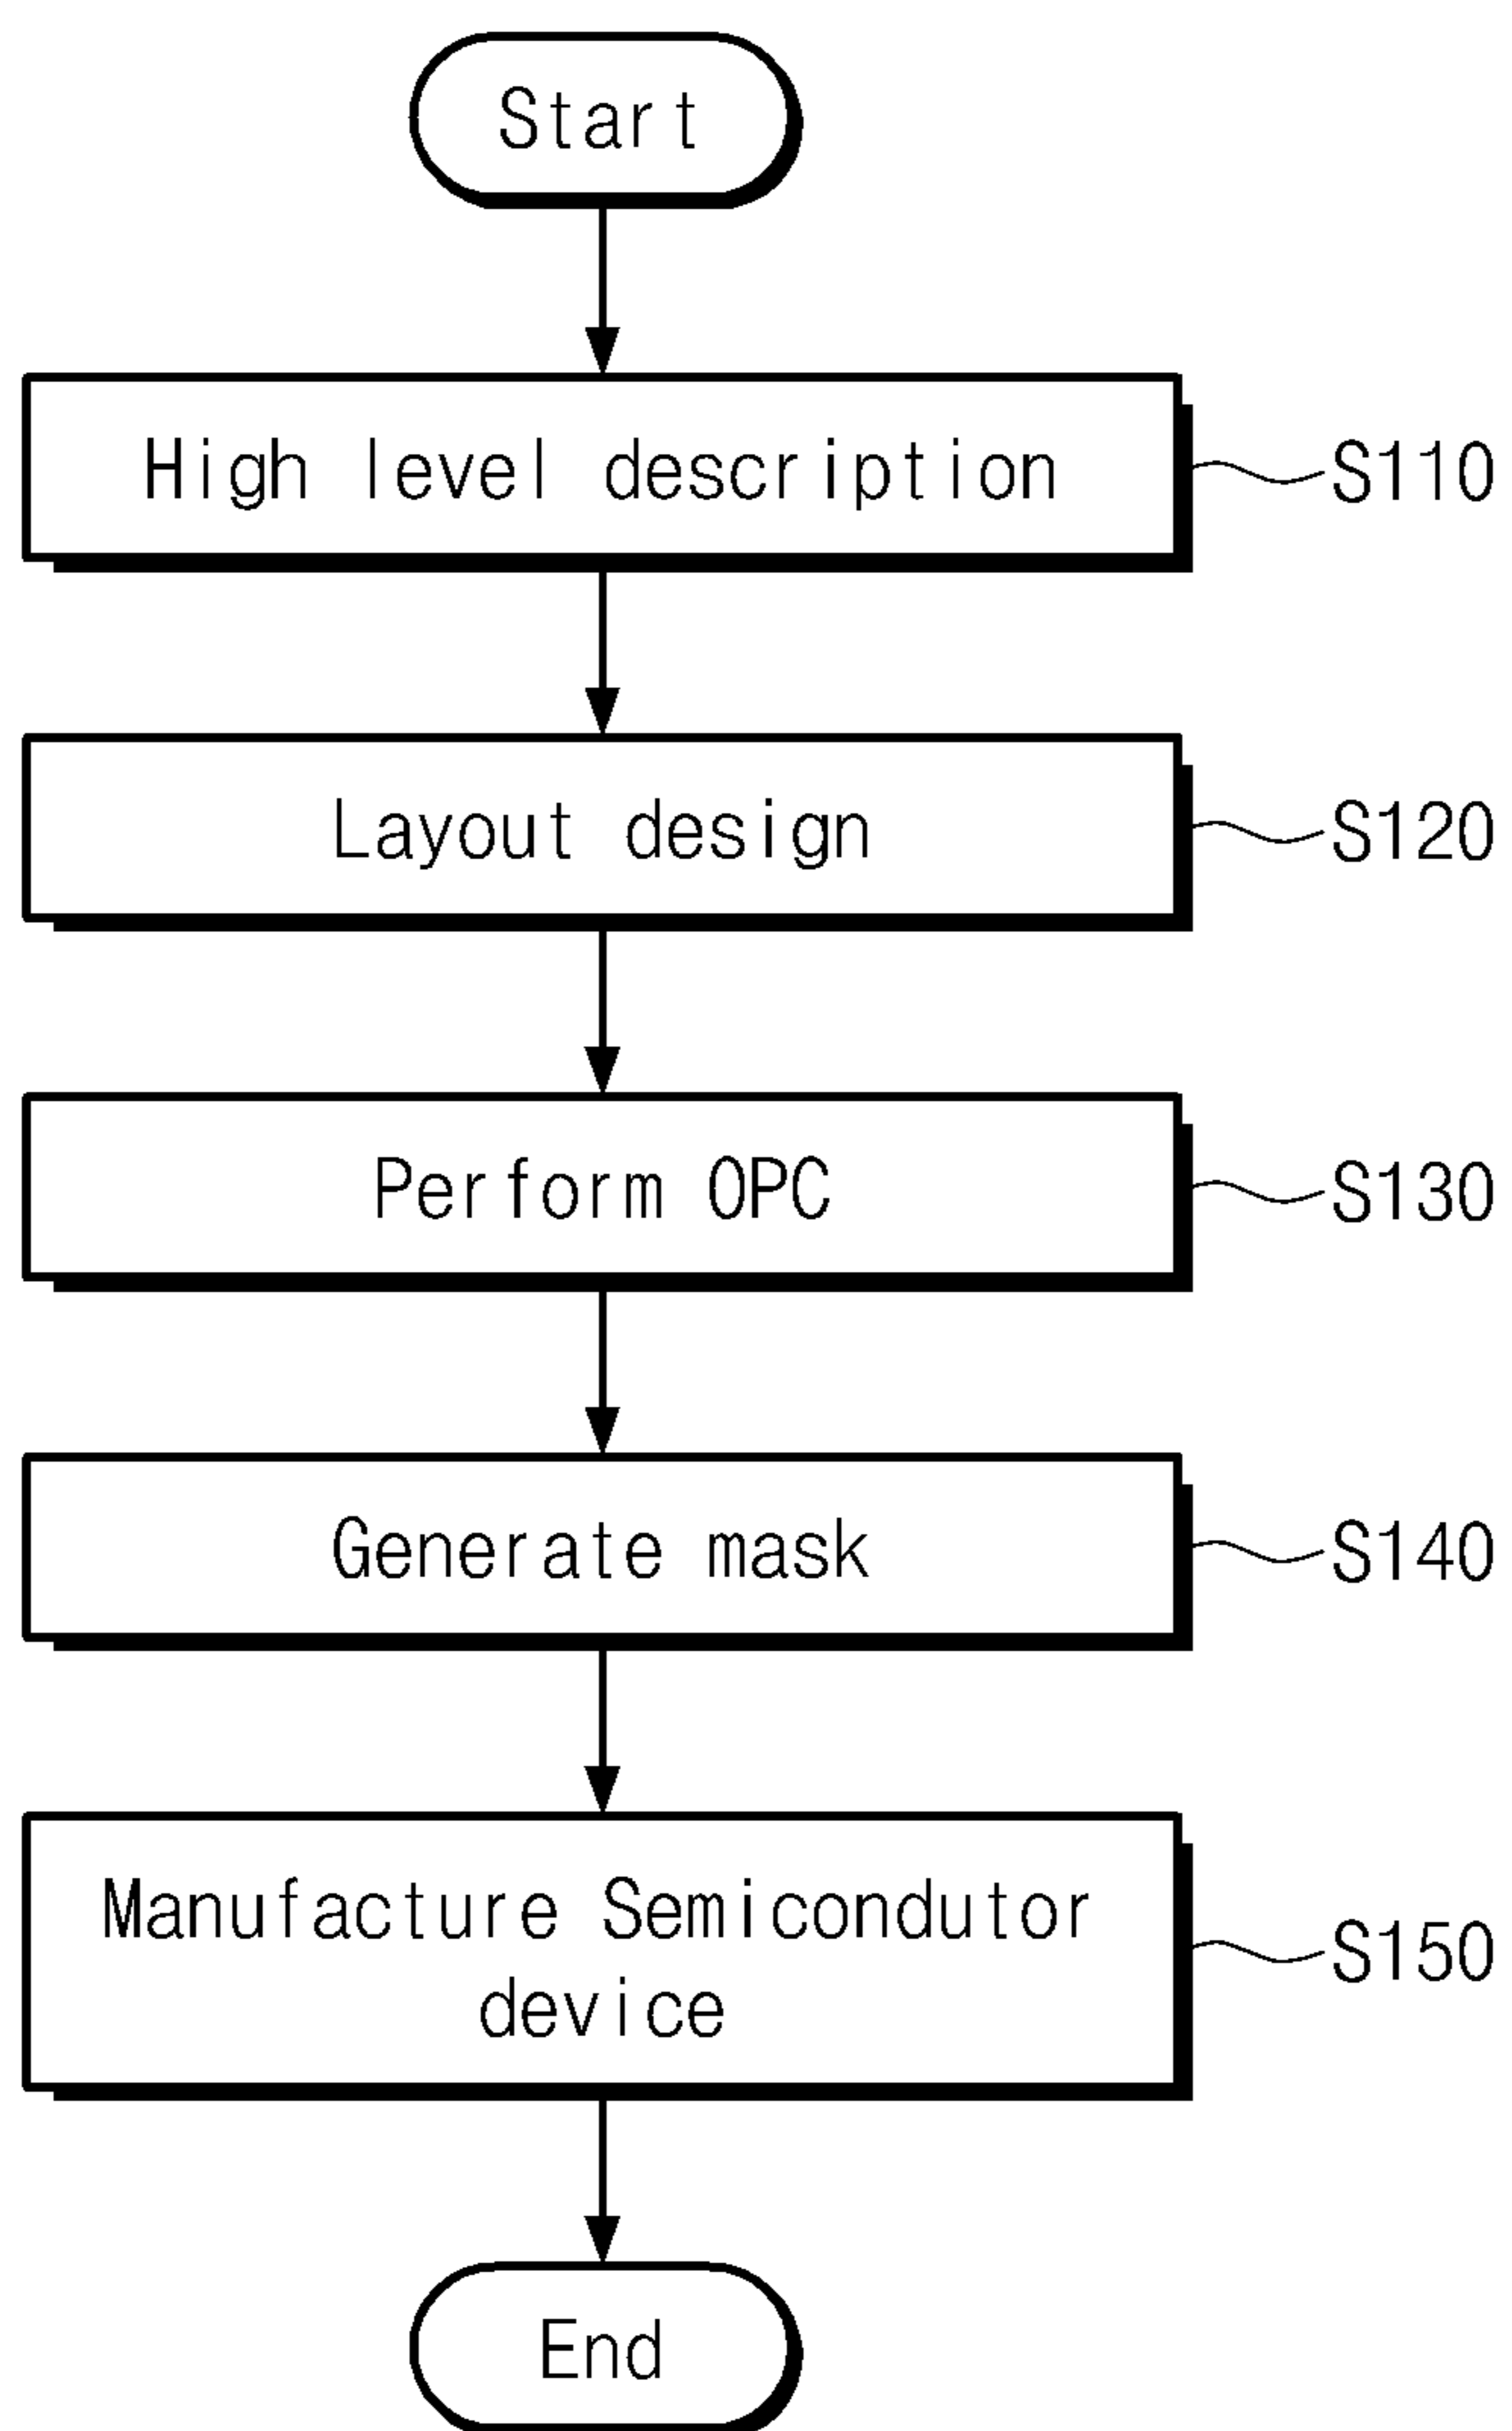 Start
High level description
S110
Layout design
S120
Perform OPC
S130
Generate mask
S140
Manufacture Semicondutor
device
S150
End